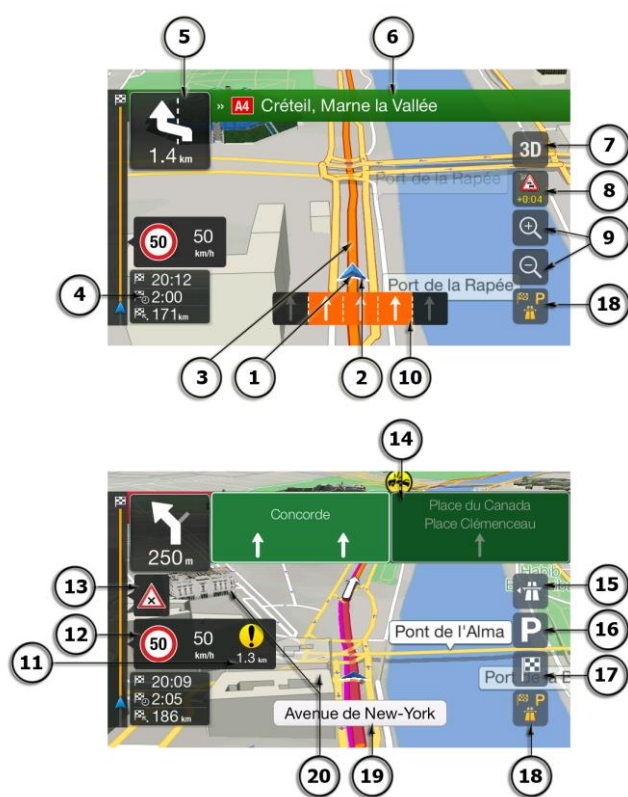 5
6
A4 Créteil, Marne la Vallée
1.4 km
3D
7
Port de la Rapée
+0:04
8
50
50
km/h
9
20:12
2:00
171 km
4
Port de la Rapée
P
18
3
1
2
10
14
250 m
Concorde
Place du Canada
Place Clémenceau
13
15
12
50
50
km/h
! 1.3 km
11
Pont de l'Alma
P
16
20:09
2:05
186 km
17
Avenue de New-York
P
20
19
18